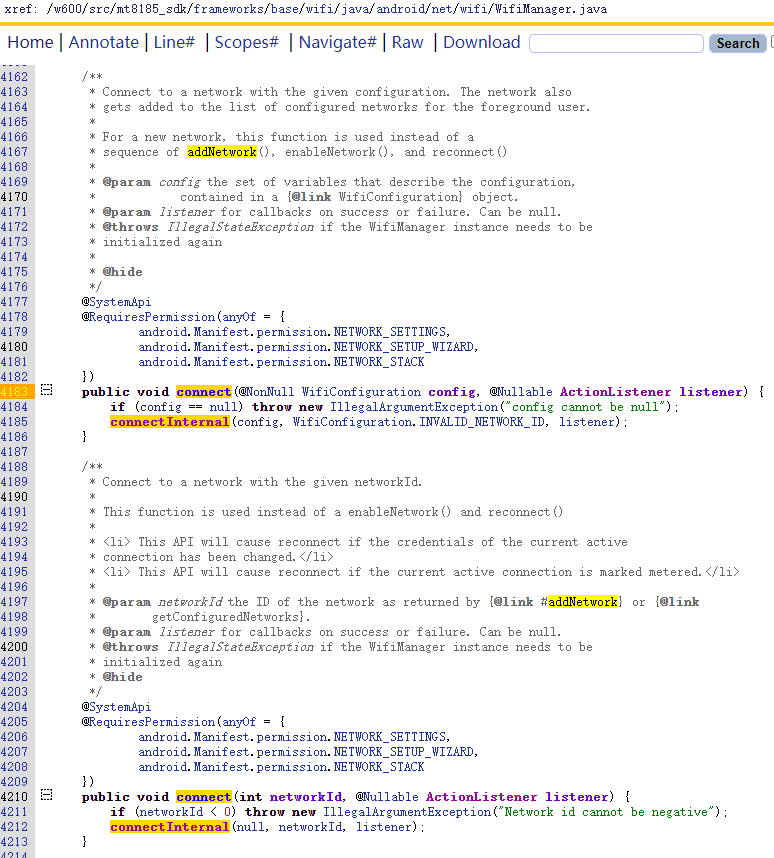 xref: /w600/src/mt8185_sdk/frameworks/base/wifi/java/android/net/wifi/WifiManager.java
Home | Annotate | Line# | Scopes# | Navigate# | Raw | Download Search
4162 /**
4163 * Connect to a network with the given configuration. The network also
4164 * gets added to the list of configured networks for the foreground user.
4165 *
4166 * For a new network, this function is used instead of a
4167 * sequence of addNetwork(), enableNetwork(), and reconnect()
4168 *
4169 * @param config the set of variables that describe the configuration,
4170 * contained in a {@link WifiConfiguration} object.
4171 * @param listener for callbacks on success or failure. Can be null.
4172 * @throws IllegalStateException if the WifiManager instance needs to be
4173 * initialized again
4174 *
4175 * @hide
4176 */
4177 @SystemApi
4178 @RequiresPermission(anyOf = {
4179 android.Manifest.permission.NETWORK_SETTINGS,
4180 android.Manifest.permission.NETWORK_SETUP_WIZARD,
4181 android.Manifest.permission.NETWORK_STACK
4182 })
4183 public void connect(@NonNull WifiConfiguration config, @Nullable ActionListener listener) {
4184 if (config == null) throw new IllegalArgumentException("config cannot be null");
4185 connectInternal(config, WifiConfiguration.INVALID_NETWORK_ID, listener);
4186 }
4187
4188 /**
4189 * Connect to a network with the given networkId.
4190 *
4191 * This function is used instead of a enableNetwork() and reconnect()
4192 *
4193 * <li> This API will cause reconnect if the credentials of the current active
4194 * connection has been changed.</li>
4195 * <li> This API will cause reconnect if the current active connection is marked metered.</li>
4196 *
4197 * @param networkId the ID of the network as returned by {@link #addNetwork} or {@link
4198 * getConfiguredNetworks}.
4199 * @param listener for callbacks on success or failure. Can be null.
4200 * @throws IllegalStateException if the WifiManager instance needs to be
4201 * initialized again
4202 * @hide
4203 */
4204 @SystemApi
4205 @RequiresPermission(anyOf = {
4206 android.Manifest.permission.NETWORK_SETTINGS,
4207 android.Manifest.permission.NETWORK_SETUP_WIZARD,
4208 android.Manifest.permission.NETWORK_STACK
4209 })
4210 public void connect(int networkId, @Nullable ActionListener listener) {
4211 if (networkId < 0) throw new IllegalArgumentException("Network id cannot be negative");
4212 connectInternal(null, networkId, listener);
4213 }